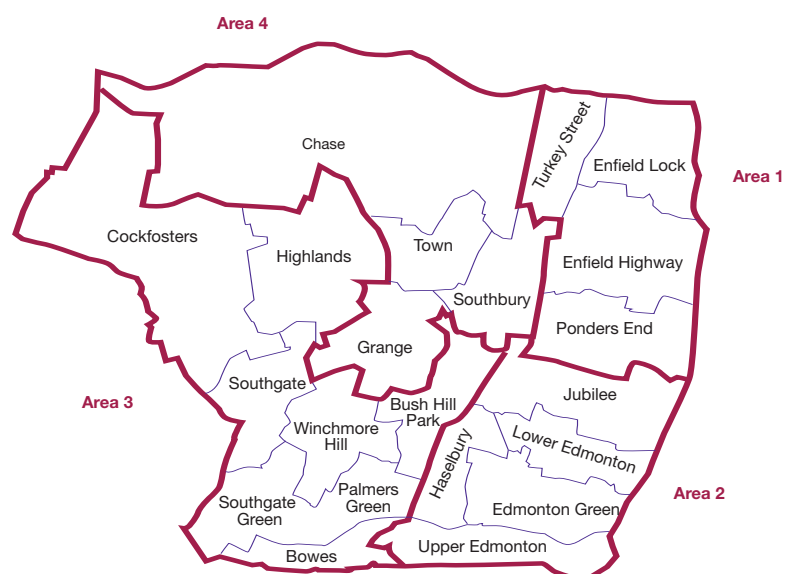 Area 4
Turkey Street
Chase
Enfield Lock
Area 1
Cockfosters
Town
Highlands
Enfield Highway
Southbury
Ponders End
Grange
Southgate
Jubilee
Area 3
Bush Hill
Park
Winchmore
Hill
Lower Edmonton
Haselbury
Palmers
Green
Area 2
Southgate
Green
Edmonton Green
Upper Edmonton
Bowes